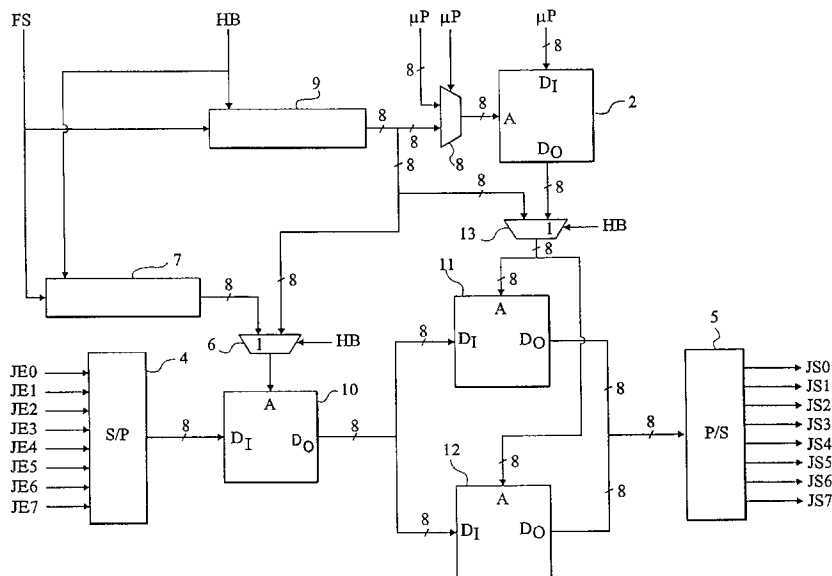 FS
HB
µP
µP
µP
9
8
8
8
8
8
8
DI
A
2
DO
8
8
8
1
13
HB
8
7
8
8
11
8
A
DI
DO
8
5
6
1
HB
4
10
JE0
JE1
JE2
JE3
JE4
JE5
JE6
JE7
S/P
8
A
DI
DO
8
8
8
P/S
JS0
JS1
JS2
JS3
JS4
JS5
JS6
JS7
12
8
A
8
DI
DO
8